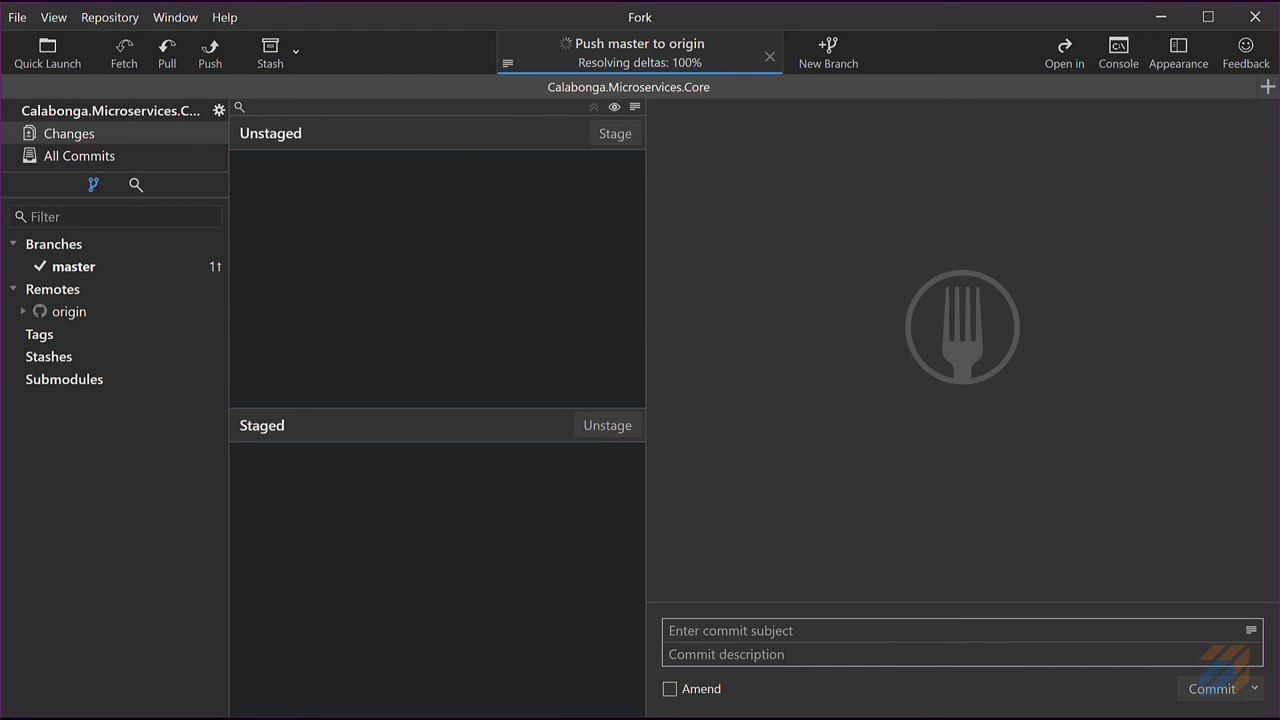 File View Repository Window Help
Fork
Quick Launch Fetch Pull Push Stash
Push master to origin
Resolving deltas: 100%
New Branch Open in Console Appearance Feedback
C:\
Calabonga.Microservices.Core
Calabonga.Microservices.C...
Changes
All Commits
Filter
Branches
master 1↑
Remotes
origin
Tags
Stashes
Submodules
Unstaged Stage
Staged Unstage
Enter commit subject
Commit description
Amend Commit